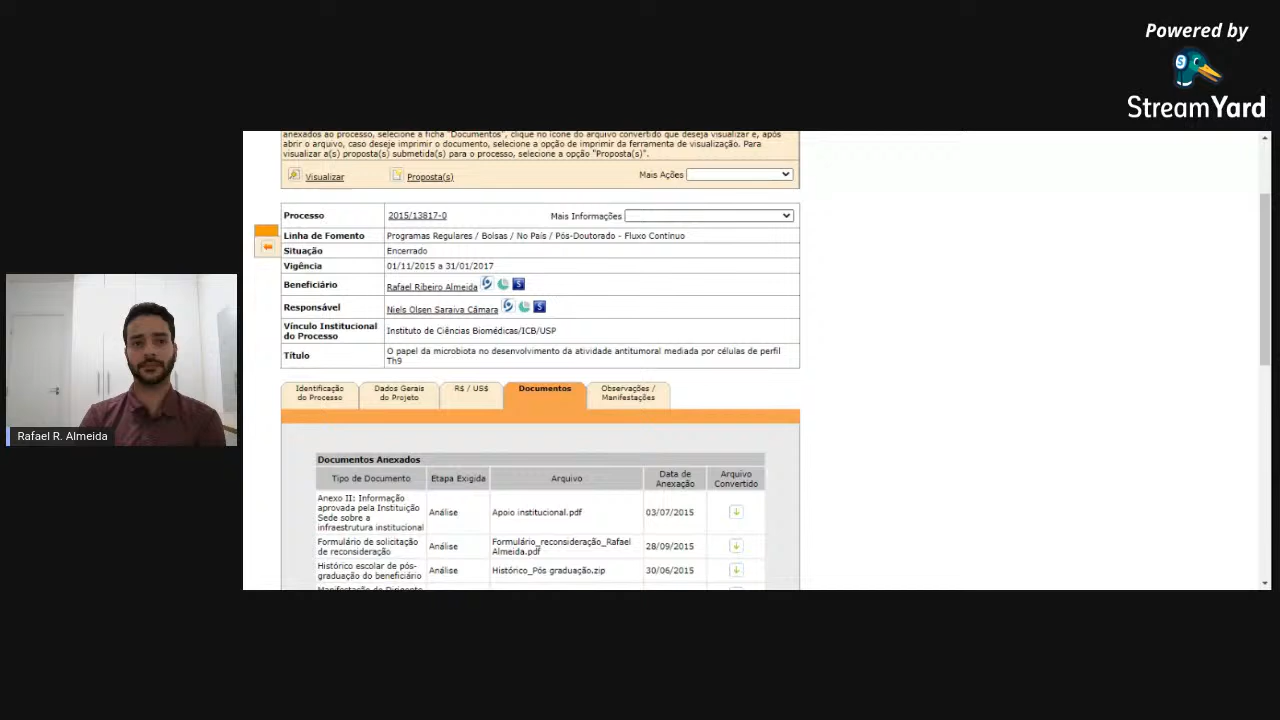 Powered by
StreamYard
anexados ao processo, selecione a ficha "Documentos", clique no ícone do arquivo convertido que deseja visualizar e, após
abrir o arquivo, caso deseje imprimir o documento, selecione a opção de imprimir da ferramenta de visualização. Para
visualizar a(s) proposta(s) submetida(s) para o processo, selecione a opção "Proposta(s)".
Visualizar Proposta(s) Mais Ações
Processo 2015/13817-0 Mais Informações
Linha de Fomento Programas Regulares / Bolsas / No País / Pós-Doutorado - Fluxo Contínuo
Situação Encerrado
Vigência 01/11/2015 a 31/01/2017
Beneficiário Rafael Ribeiro Almeida
Responsável Niels Olsen Saraiva Câmara
Vínculo Institucional
do Processo Instituto de Ciências Biomédicas/ICB/USP
Título O papel da microbiota no desenvolvimento da atividade antitumoral mediada por células de perfil
Th9
Identificação
do Processo
Dados Gerais
do Projeto
R$ / US$
Documentos
Observações /
Manifestações
Documentos Anexados
Tipo de Documento Etapa Exigida Arquivo Data de
Anexação Arquivo
Convertido
Anexo II: Informação
aprovada pela Instituição
Sede sobre a
infraestrutura institucional
Análise Apoio institucional.pdf 03/07/2015
Formulário de solicitação
de reconsideração
Análise Formulário_reconsideração_Rafael
Almeida.pdf 28/09/2015
Histórico escolar de pós-
graduação do beneficiário
Análise Histórico_Pós graduação.zip 30/06/2015
Rafael R. Almeida